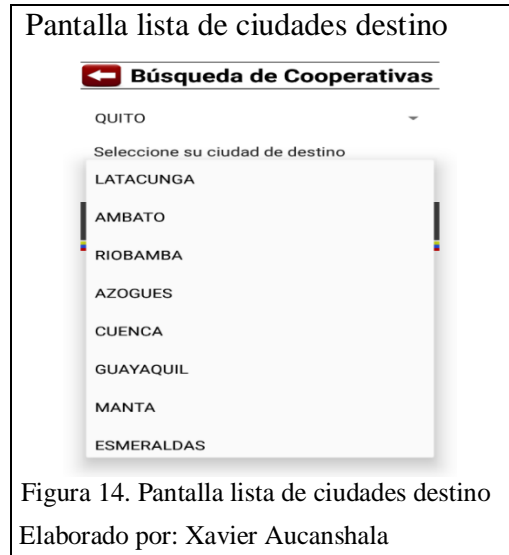 Pantalla lista de ciudades destino
Búsqueda de Cooperativas
QUITO
Seleccione su ciudad de destino
LATACUNGA
AMBATO
RIOBAMBA
AZOGUES
CUENCA
GUAYAQUIL
MANTA
ESMERALDAS
Figura 14. Pantalla lista de ciudades destino
Elaborado por: Xavier Aucanshala